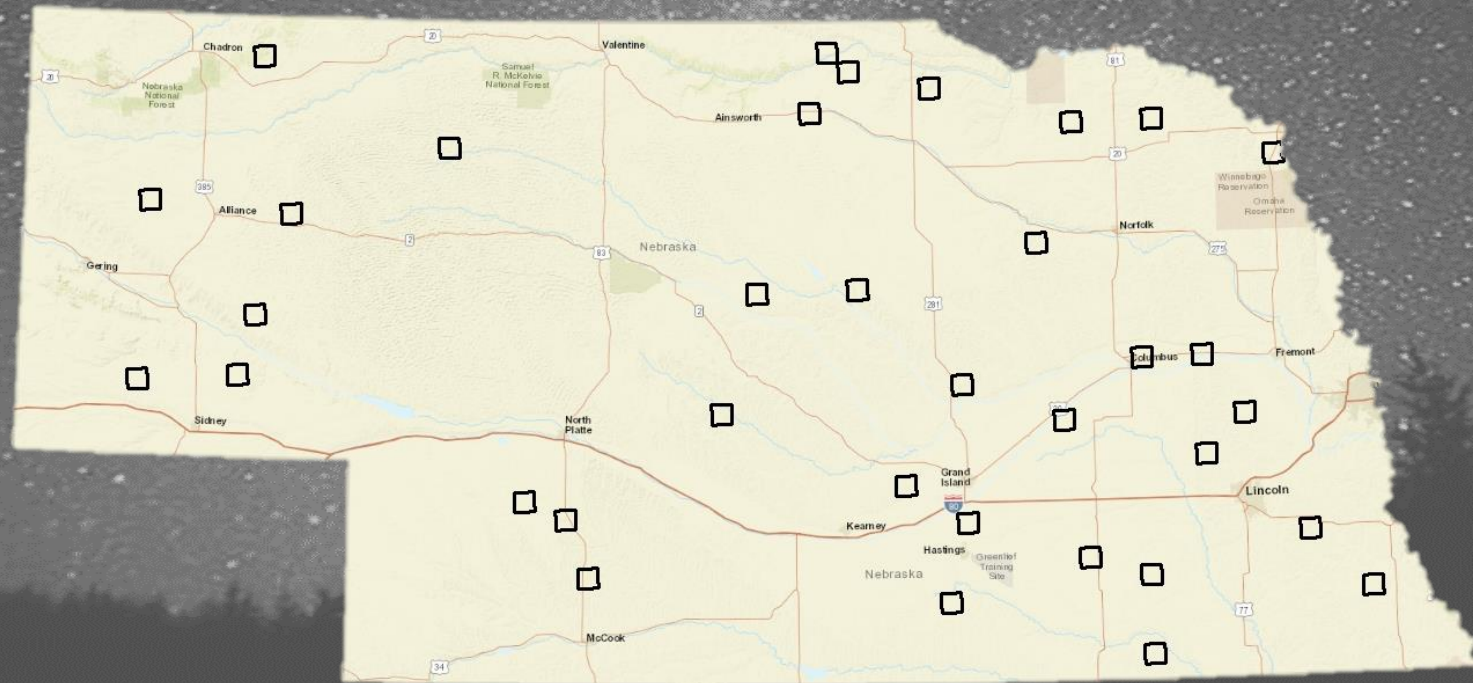 20
Valentine
Chadron
81
Samuel
R. McKelvie
National Forest
20
Nebraska
National
Forest
Ainsworth
20
385
Winnebago
Reservation
Omaha
Reservation
Alliance
Norfolk
2
Nebraska
275
83
Gering
281
2
Columbus
Fremont
Sidney
North
Platte
Grand
Island
Lincoln
80
Kearney
Hastings
Greenlief
Training
Site
Nebraska
77
McCook
34